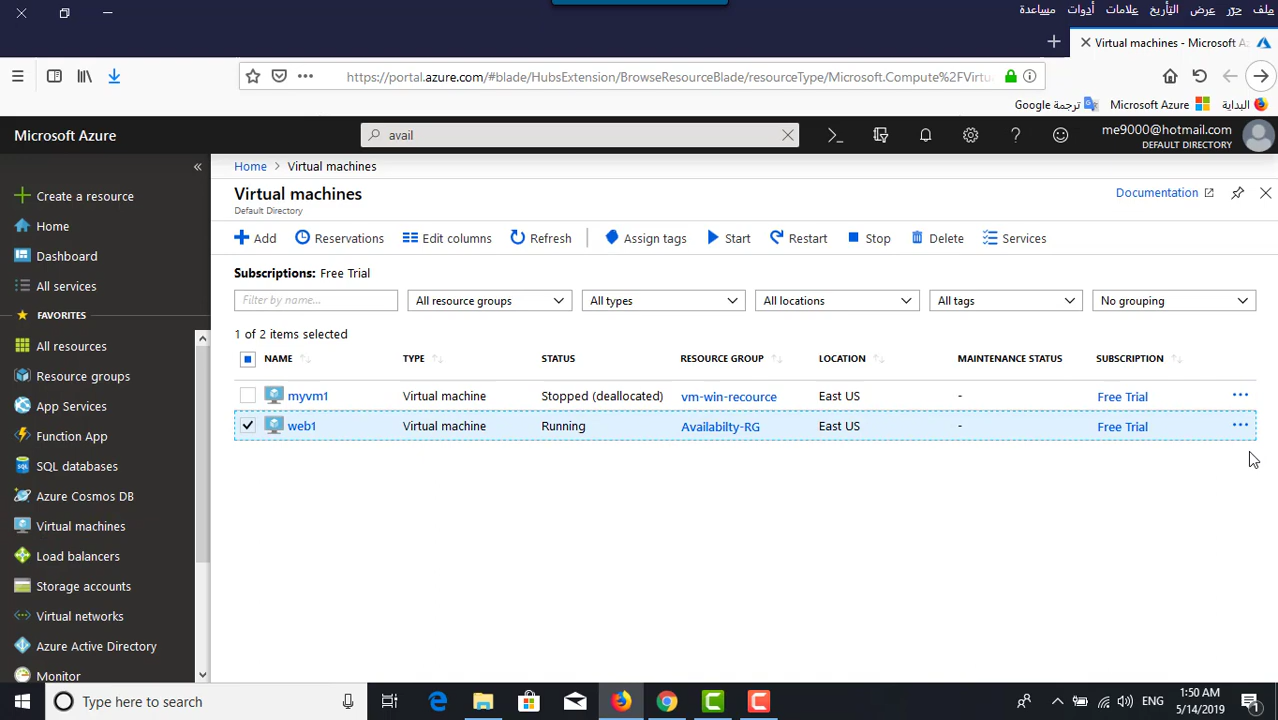 ملف حرّر عرض التأريخ علامات أدوات مساعدة
Virtual machines - Microsoft Az
https://portal.azure.com/#blade/HubsExtension/BrowseResourceBlade/resourceType/Microsoft.Compute%2FVirtu
البداية Microsoft Azure ترجمة Google
Microsoft Azure
avail
me9000@hotmail.com
DEFAULT DIRECTORY
Create a resource
Home
Dashboard
All services
FAVORITES
All resources
Resource groups
App Services
Function App
SQL databases
Azure Cosmos DB
Virtual machines
Load balancers
Storage accounts
Virtual networks
Azure Active Directory
Monitor
Home > Virtual machines
Virtual machines
Default Directory
Documentation
Add Reservations Edit columns Refresh Assign tags Start Restart Stop Delete Services
Subscriptions: Free Trial
Filter by name... All resource groups All types All locations All tags No grouping
1 of 2 items selected
NAME TYPE STATUS RESOURCE GROUP LOCATION MAINTENANCE STATUS SUBSCRIPTION
myvm1 Virtual machine Stopped (deallocated) vm-win-recource East US - Free Trial
web1 Virtual machine Running Availabilty-RG East US - Free Trial
Type here to search
ENG
1:50 AM
5/14/2019
1